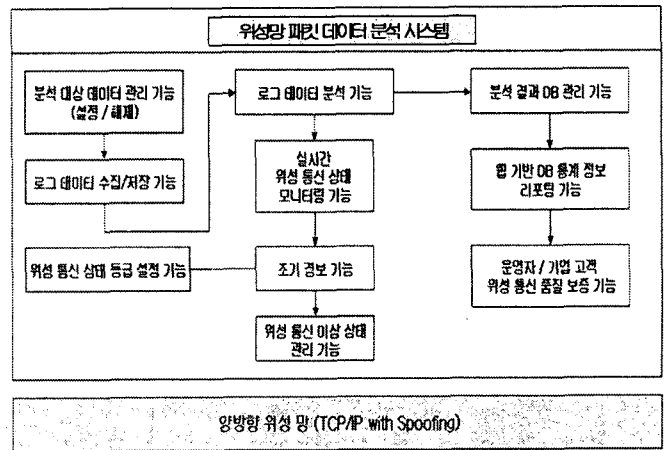 위성망 패킷 데이터 분석 시스템
분석 대상 데이터 관리 기능
(설정 / 해제)
로그 데이터 수집/저장 기능
로그 데이터 분석 기능
실시간
위성 통신 상태
모니터링 기능
위성 통신 상태 등급 설정 기능
조기 경보 기능
위성 통신 이상 상태
관리 기능
분석 결과 DB 관리 기능
웹 기반 DB 통계 정보
리포팅 기능
운영자 / 기업 고객
위성 통신 품질 보증 기능
양방향 위성 망 (TCP/IP with Spoofing)